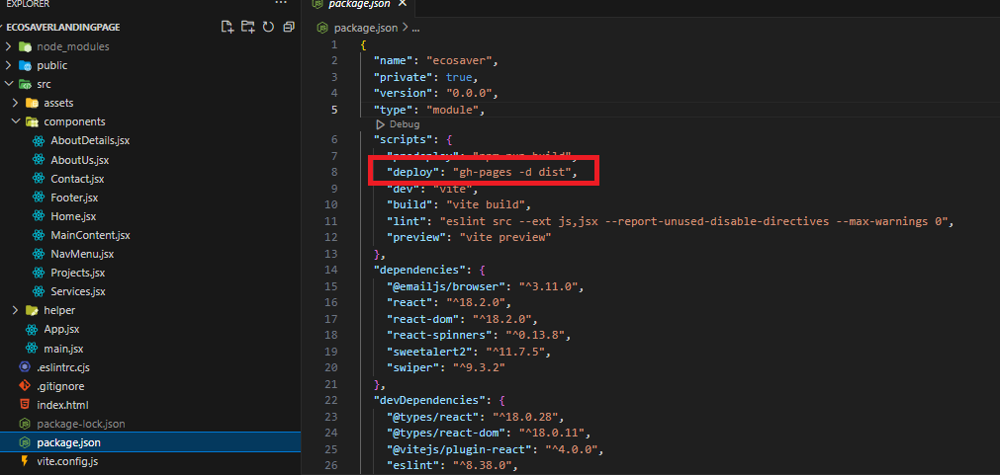 EXPLORER
...
ECOSAVERLANDINGPAGE
node_modules
public
src
assets
components
AboutDetails.jsx
AboutUs.jsx
Contact.jsx
Footer.jsx
Home.jsx
MainContent.jsx
NavMenu.jsx
Projects.jsx
Services.jsx
helper
App.jsx
main.jsx
.eslintrc.cjs
.gitignore
index.html
package-lock.json
package.json
vite.config.js
package.json ×
package.json > ...
1 {
2 "name": "ecosaver",
3 "private": true,
4 "version": "0.0.0",
5 "type": "module",
Debug
6 "scripts": {
7 "predeploy": "npm run build",
8 "deploy": "gh-pages -d dist",
9 "dev": "vite",
10 "build": "vite build",
11 "lint": "eslint src --ext js,jsx --report-unused-disable-directives --max-warnings 0",
12 "preview": "vite preview"
13 },
14 "dependencies": {
15 "@emailjs/browser": "^3.11.0",
16 "react": "^18.2.0",
17 "react-dom": "^18.2.0",
18 "react-spinners": "^0.13.8",
19 "sweetalert2": "^11.7.5",
20 "swiper": "^9.3.2"
21 },
22 "devDependencies": {
23 "@types/react": "^18.0.28",
24 "@types/react-dom": "^18.0.11",
25 "@vitejs/plugin-react": "^4.0.0",
26 "eslint": "^8.38.0",